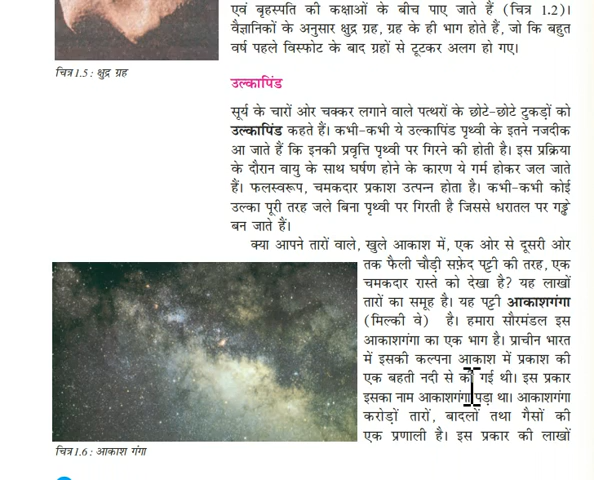 एवं बृहस्पति की कक्षाओं के बीच पाए जाते हैं (चित्र 1.2)।
वैज्ञानिकों के अनुसार क्षुद्र ग्रह, ग्रह के ही भाग होते हैं, जो कि बहुत
वर्ष पहले विस्फोट के बाद ग्रहों से टूटकर अलग हो गए।
चित्र1.5 : क्षुद्र ग्रह
उल्कापिंड
सूर्य के चारों ओर चक्कर लगाने वाले पत्थरों के छोटे-छोटे टुकड़ों को
उल्कापिंड कहते हैं। कभी-कभी ये उल्कापिंड पृथ्वी के इतने नजदीक
आ जाते हैं कि इनकी प्रवृत्ति पृथ्वी पर गिरने की होती है। इस प्रक्रिया
के दौरान वायु के साथ घर्षण होने के कारण ये गर्म होकर जल जाते
हैं। फलस्वरूप, चमकदार प्रकाश उत्पन्न होता है। कभी-कभी कोई
उल्का पूरी तरह जले बिना पृथ्वी पर गिरती है जिससे धरातल पर गड्ढे
बन जाते हैं।
क्या आपने तारों वाले, खुले आकाश में, एक ओर से दूसरी ओर
तक फैली चौड़ी सफ़ेद पट्टी की तरह, एक
चमकदार रास्ते को देखा है? यह लाखों
तारों का समूह है। यह पट्टी आकाशगंगा
(मिल्की वे) है। हमारा सौरमंडल इस
आकाशगंगा का एक भाग है। प्राचीन भारत
में इसकी कल्पना आकाश में प्रकाश की
एक बहती नदी से की गई थी। इस प्रकार
इसका नाम आकाशगंगा पड़ा था। आकाशगंगा
करोड़ों तारों, बादलों तथा गैसों की
एक प्रणाली है। इस प्रकार की लाखों
चित्र1.6 : आकाश गंगा